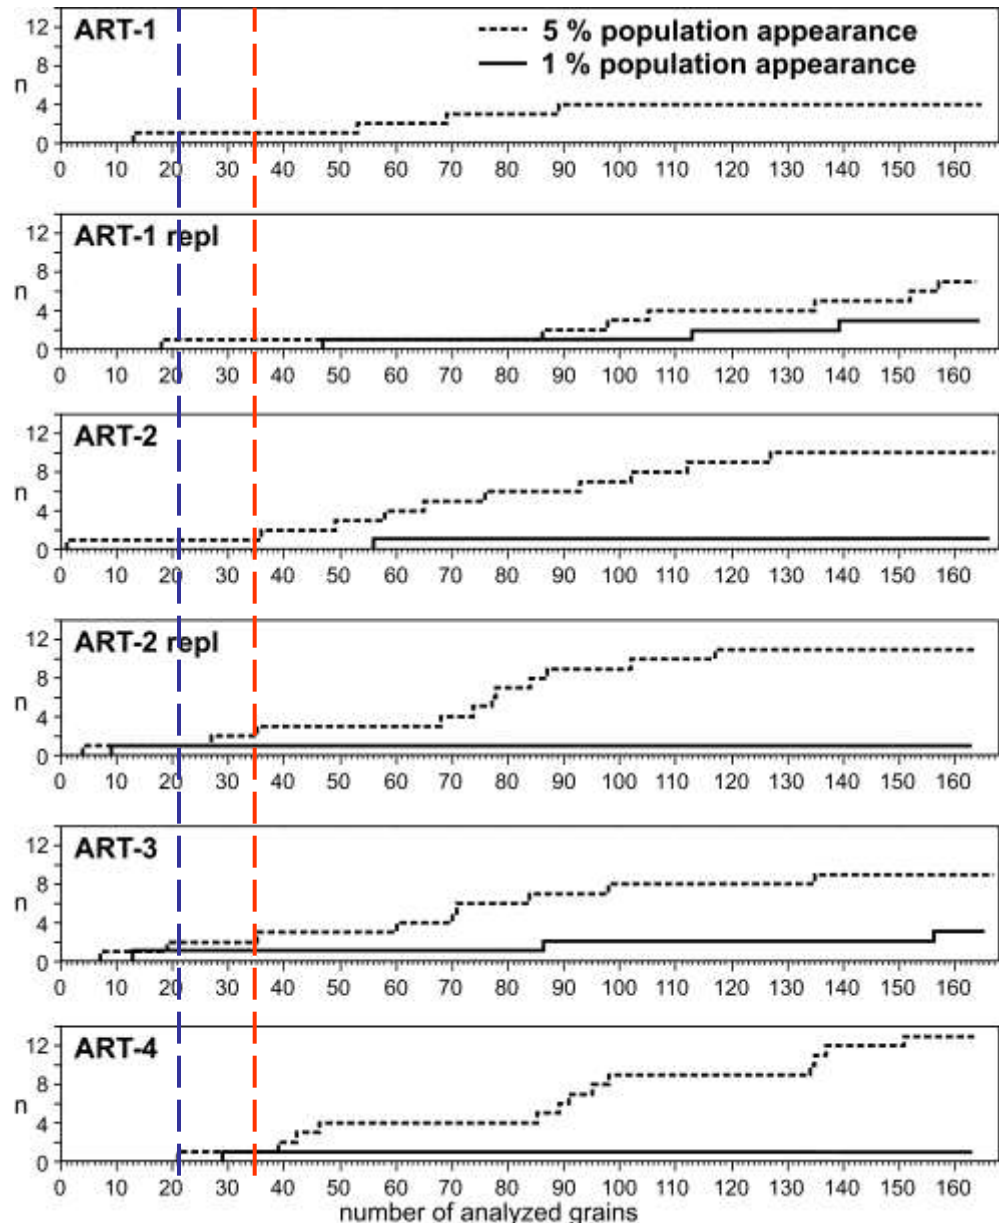 ART-1
5 % population appearance
1 % population appearance
12
8
n
4
0
0 10 20 30 40 50 60 70 80 90 100 110 120 130 140 150 160
ART-1 repl
12
8
n
4
0
0 10 20 30 40 50 60 70 80 90 100 110 120 130 140 150 160
ART-2
12
8
n
4
0
0 10 20 30 40 50 60 70 80 90 100 110 120 130 140 150 160
ART-2 repl
12
8
n
4
0
0 10 20 30 40 50 60 70 80 90 100 110 120 130 140 150 160
ART-3
12
8
n
4
0
0 10 20 30 40 50 60 70 80 90 100 110 120 130 140 150 160
ART-4
12
8
n
4
0
0 10 20 30 40 50 60 70 80 90 100 110 120 130 140 150 160
number of analyzed grains